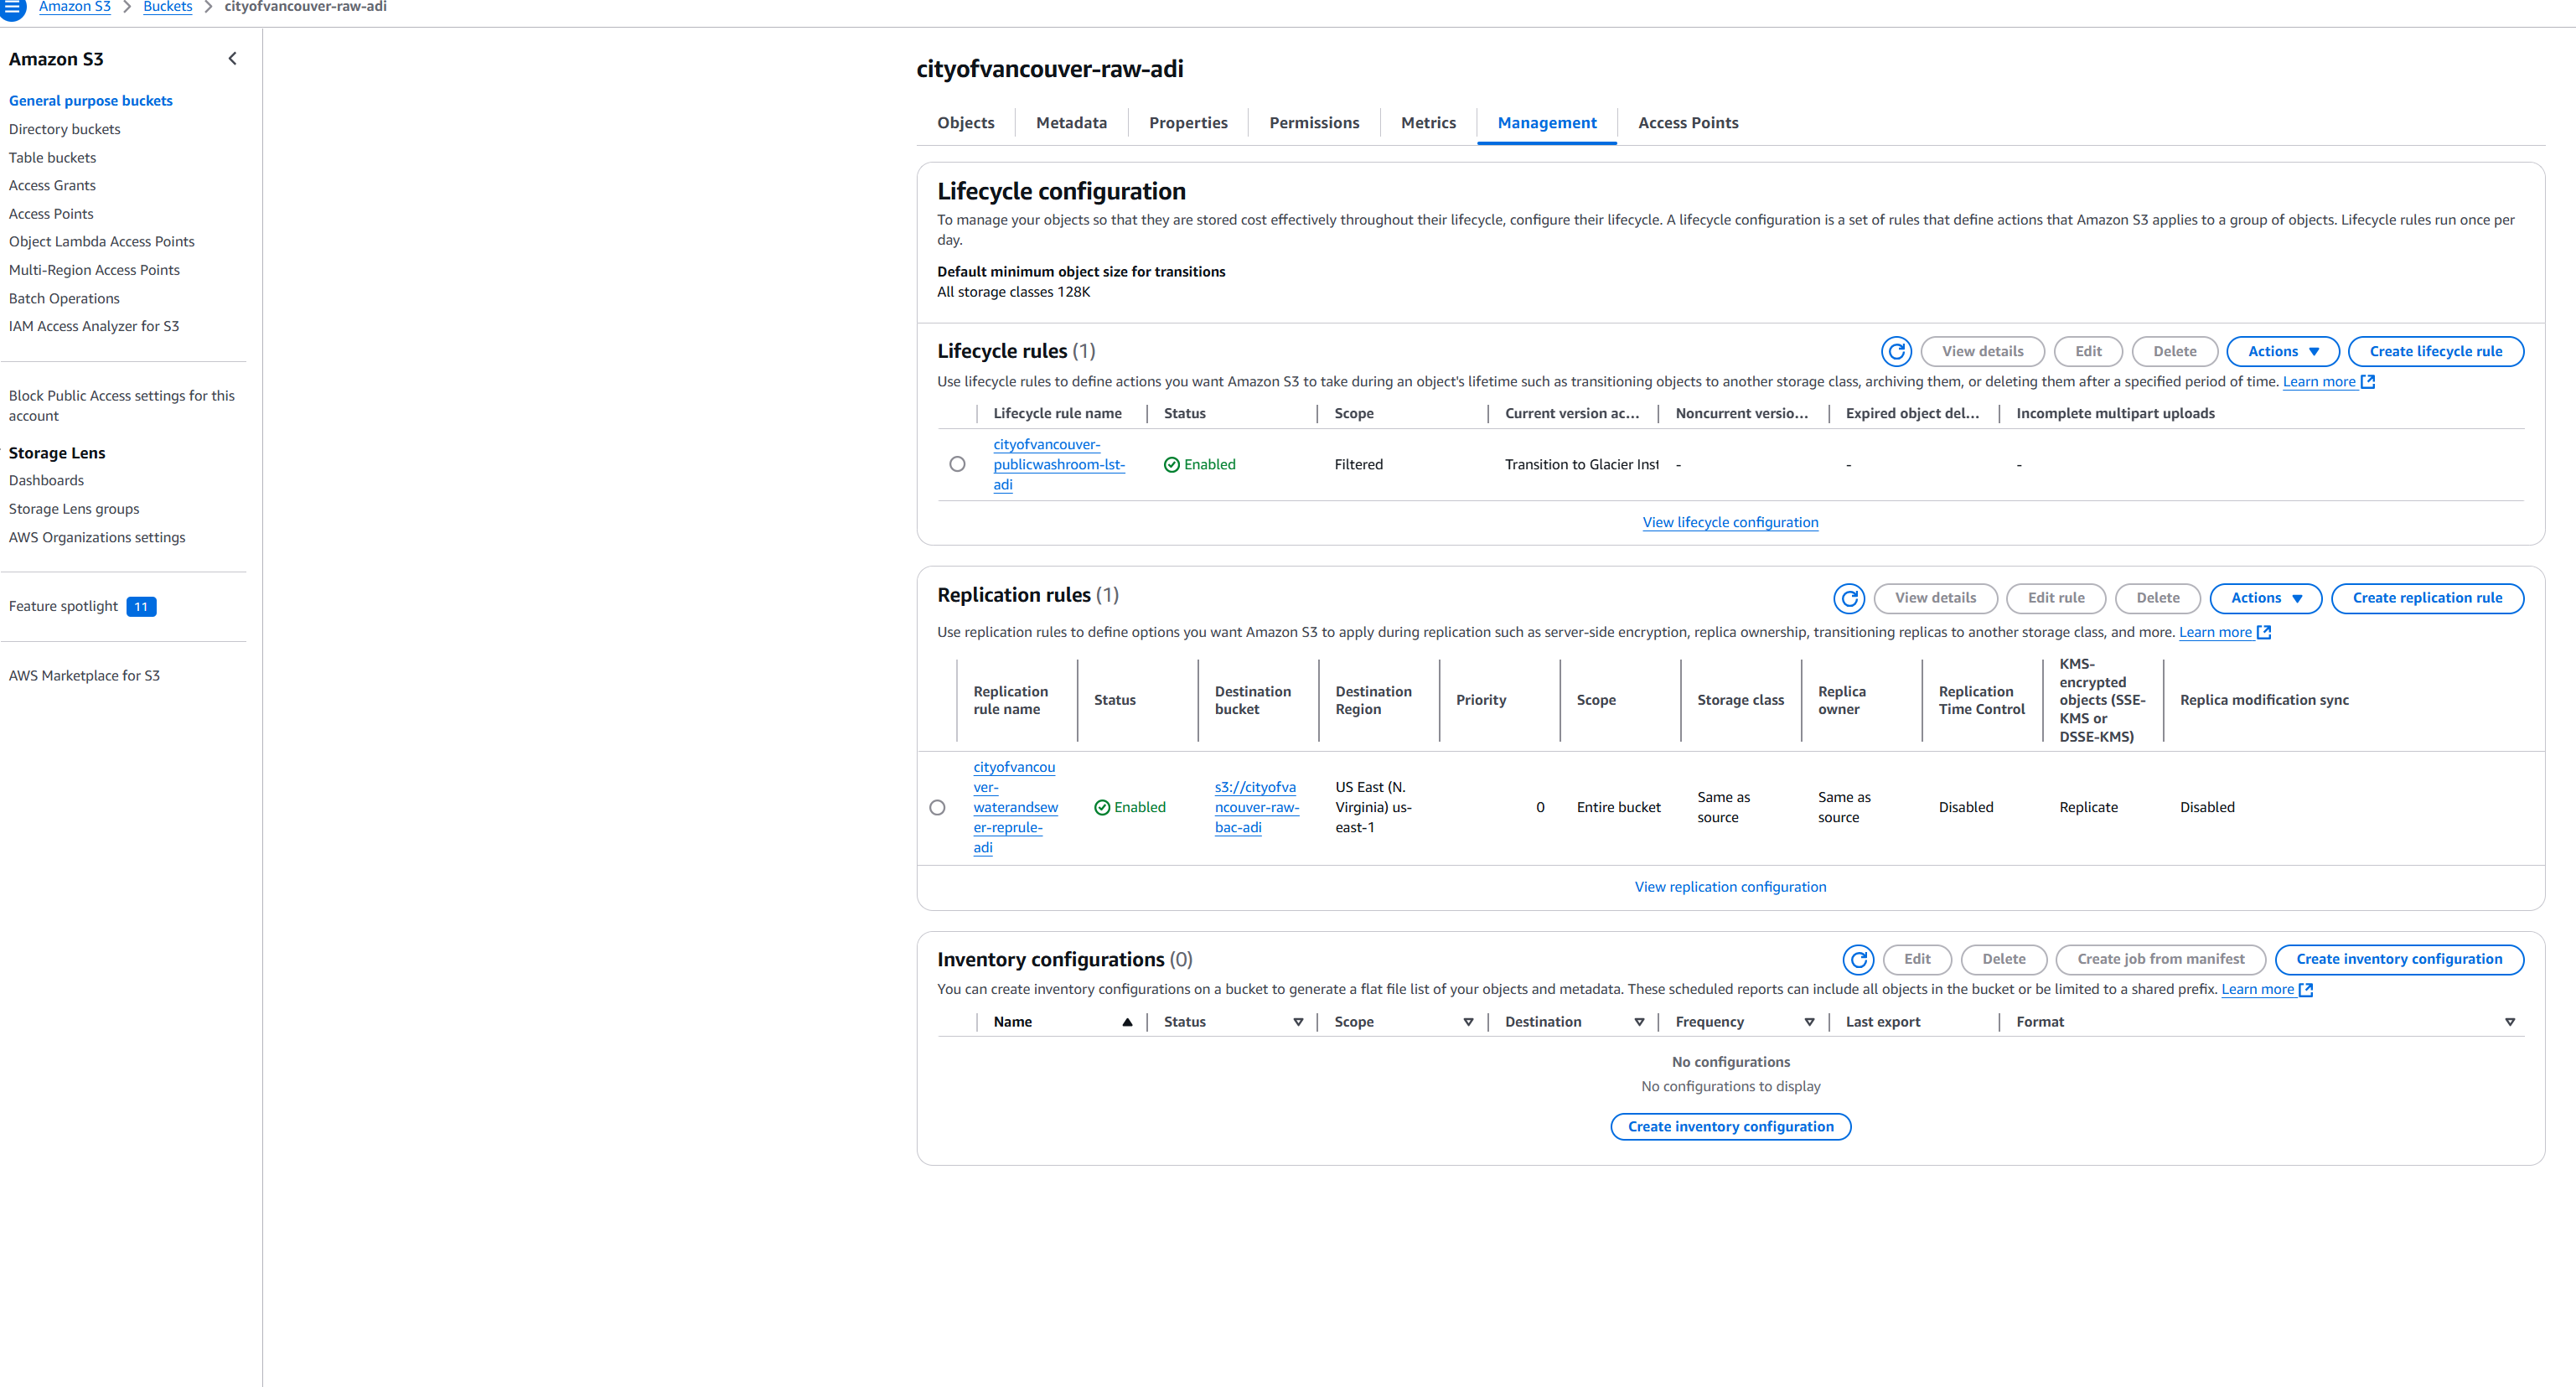 Amazon S3 > Buckets > cityofvancouver-raw-adi
Amazon S3
General purpose buckets
Directory buckets
Table buckets
Access Grants
Access Points
Object Lambda Access Points
Multi-Region Access Points
Batch Operations
IAM Access Analyzer for S3
Block Public Access settings for this
account
Storage Lens
Dashboards
Storage Lens groups
AWS Organizations settings
Feature spotlight 11
AWS Marketplace for S3
cityofvancouver-raw-adi
Objects Metadata Properties Permissions Metrics Management Access Points
Lifecycle configuration
To manage your objects so that they are stored cost effectively throughout their lifecycle, configure their lifecycle. A lifecycle configuration is a set of rules that define actions that Amazon S3 applies to a group of objects. Lifecycle rules run once per
day.
Default minimum object size for transitions
All storage classes 128K
Lifecycle rules (1)
View details Edit Delete Actions Create lifecycle rule
Use lifecycle rules to define actions you want Amazon S3 to take during an object's lifetime such as transitioning objects to another storage class, archiving them, or deleting them after a specified period of time. Learn more
Lifecycle rule name Status Scope Current version ac... Noncurrent versio... Expired object del... Incomplete multipart uploads
cityofvancouver-
publicwashroom-lst-
adi
Enabled Filtered Transition to Glacier Inst - - -
View lifecycle configuration
Replication rules (1)
View details Edit rule Delete Actions Create replication rule
Use replication rules to define options you want Amazon S3 to apply during replication such as server-side encryption, replica ownership, transitioning replicas to another storage class, and more. Learn more
Replication
rule name
Status
Destination
bucket
Destination
Region
Priority
Scope
Storage class
Replica
owner
Replication
Time Control
KMS-
encrypted
objects (SSE-
KMS or
DSSE-KMS)
Replica modification sync
cityofvancou
ver-
waterandsew
er-reprule-
adi
Enabled
s3://cityofva
ncouver-raw-
bac-adi
US East (N.
Virginia) us-
east-1
0
Entire bucket
Same as
source
Same as
source
Disabled
Replicate
Disabled
View replication configuration
Inventory configurations (0)
Edit Delete Create job from manifest Create inventory configuration
You can create inventory configurations on a bucket to generate a flat file list of your objects and metadata. These scheduled reports can include all objects in the bucket or be limited to a shared prefix. Learn more
Name Status Scope Destination Frequency Last export Format
No configurations
No configurations to display
Create inventory configuration